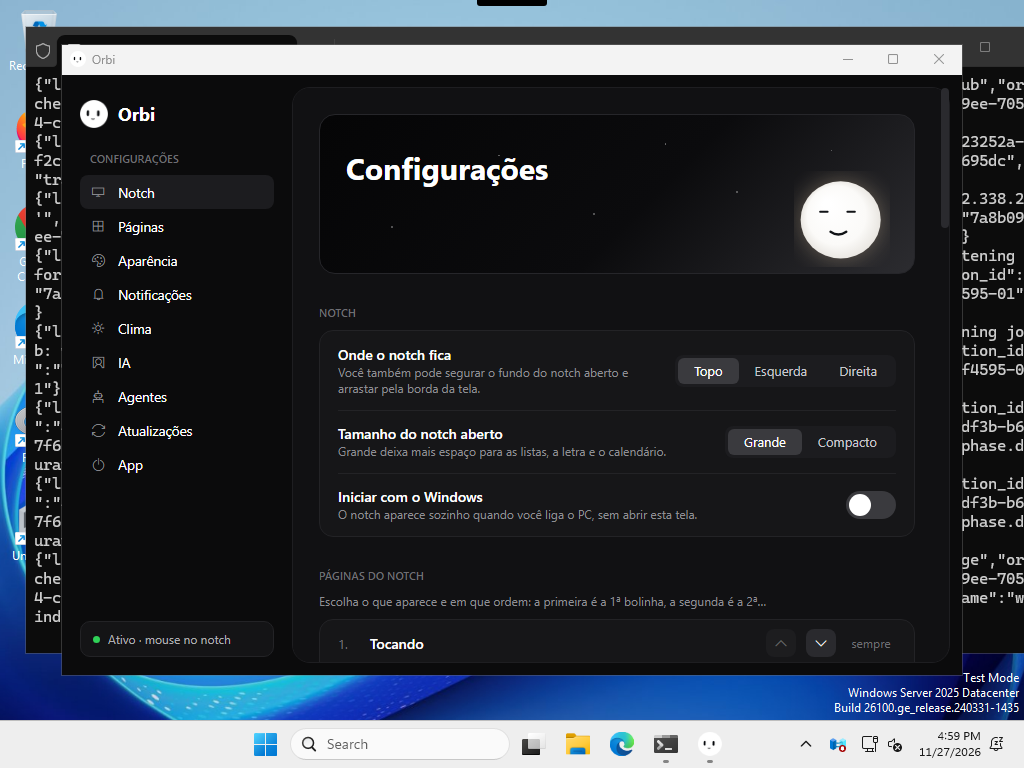 Orbi
Orbi
CONFIGURAÇÕES
Notch
Páginas
Aparência
Notificações
Clima
IA
Agentes
Atualizações
App
Ativo · mouse no notch
Configurações
NOTCH
Onde o notch fica
Você também pode segurar o fundo do notch aberto e
arrastar pela borda da tela.
Topo
Esquerda
Direita
Tamanho do notch aberto
Grande deixa mais espaço para as listas, a letra e o calendário.
Grande
Compacto
Iniciar com o Windows
O notch aparece sozinho quando você liga o PC, sem abrir esta tela.
PÁGINAS DO NOTCH
Escolha o que aparece e em que ordem: a primeira é a 1ª bolinha, a segunda é a 2ª...
1. Tocando
sempre
Test Mode
Windows Server 2025 Datacenter
Build 26100.ge_release.240331-1435
Search
4:59 PM
11/27/2026